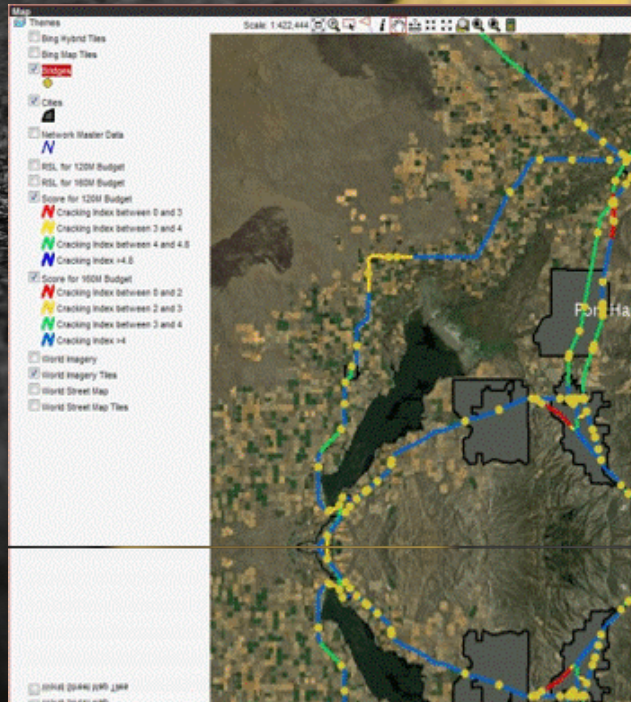 Map
Themes
Scale: 1:422,444
Bing Hybrid Tiles
Bing Map Tiles
Bridges
Cities
Network Master Data
RSL for 120M Budget
RSL for 160M Budget
Score for 120M Budget
Cracking Index between 0 and 3
Cracking Index between 3 and 4
Cracking Index between 4 and 4.8
Cracking Index >4.8
Score for 160M Budget
Cracking Index between 0 and 2
Cracking Index between 2 and 3
Cracking Index between 3 and 4
Cracking Index >4
World Imagery
World Imagery Tiles
World Street Map
World Street Map Tiles